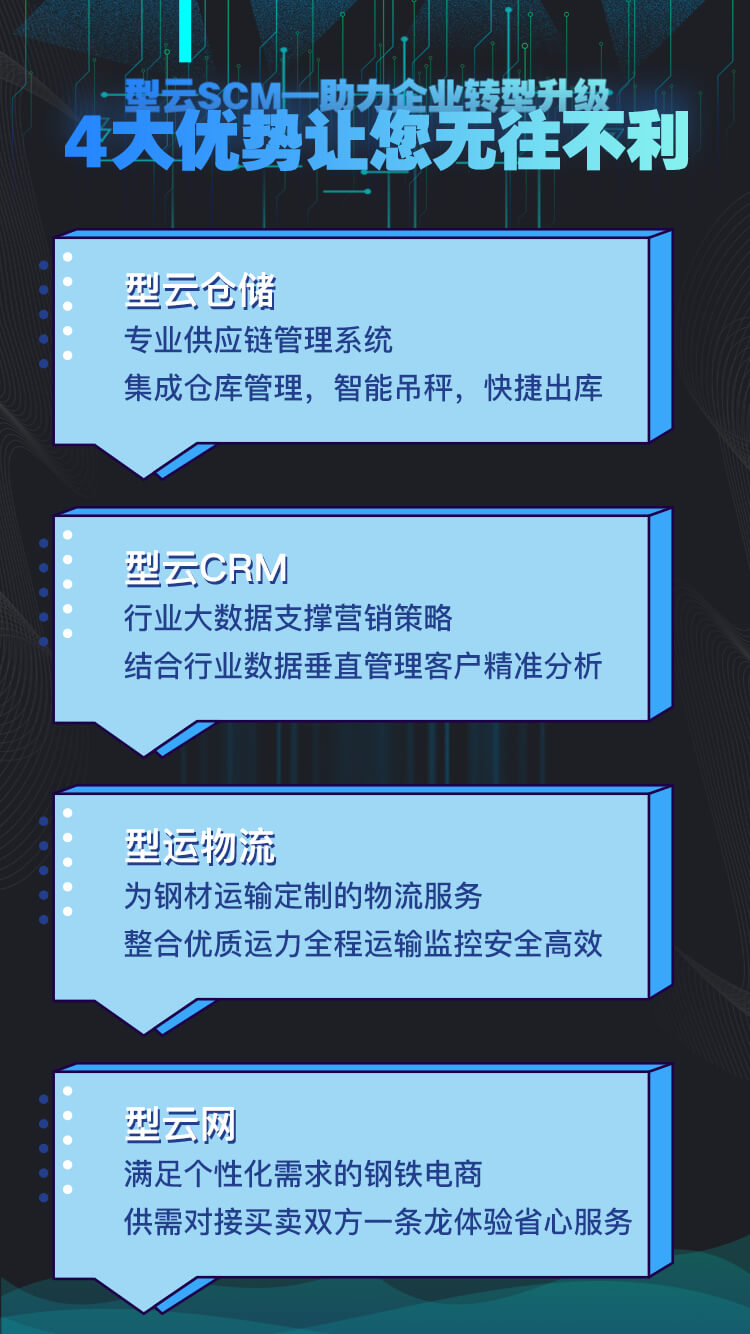 型云SCM—助力企业转型升级
4大优势让您无往不利
型云仓储
专业供应链管理系统
集成仓库管理，智能吊秤，快捷出库
型云CRM
行业大数据支撑营销策略
结合行业数据垂直管理客户精准分析
型运物流
为钢材运输定制的物流服务
整合优质运力全程运输监控安全高效
型云网
满足个性化需求的钢铁电商
供需对接买卖双方一条龙体验省心服务